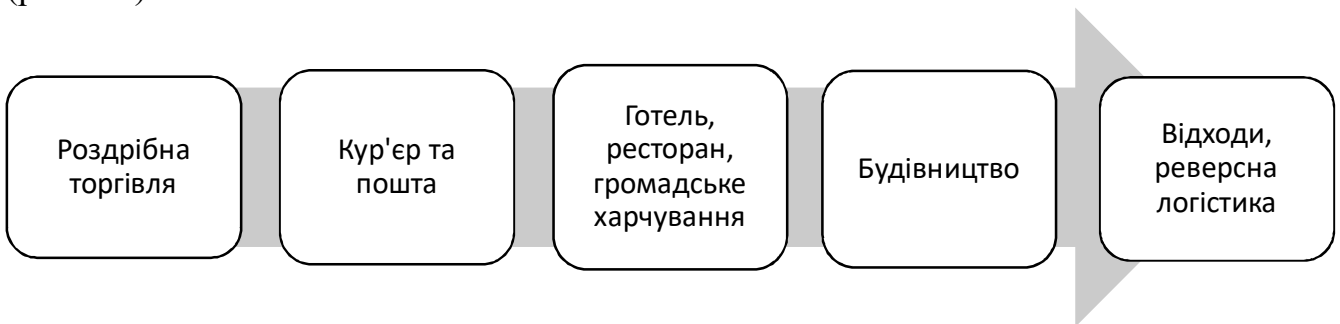 Роздрібна
торгівля
Кур'єр та
пошта
Готель,
ресторан,
громадське
харчування
Будівництво
Відходи,
реверсна
логістика